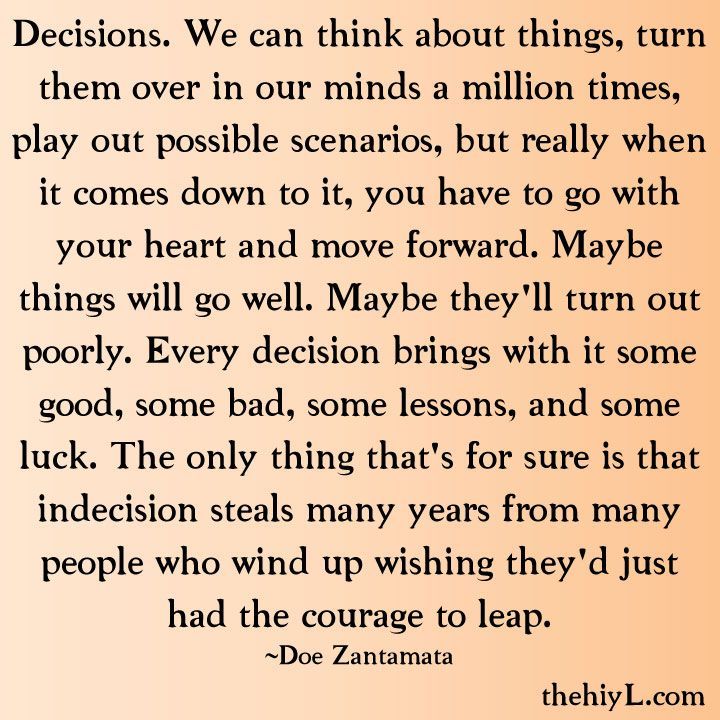 Decisions. We can think about things, turn
them over in our minds a million times,
play out possible scenarios, but really when
it comes down to it, you have to go with
your heart and move forward. Maybe
things will go well. Maybe they'll turn out
poorly. Every decision brings with it some
good, some bad, some lessons, and some
luck. The only thing that's for sure is that
indecision steals many years from many
people who wind up wishing they'd just
had the courage to leap.
~Doe Zantamata
thehiyL.com